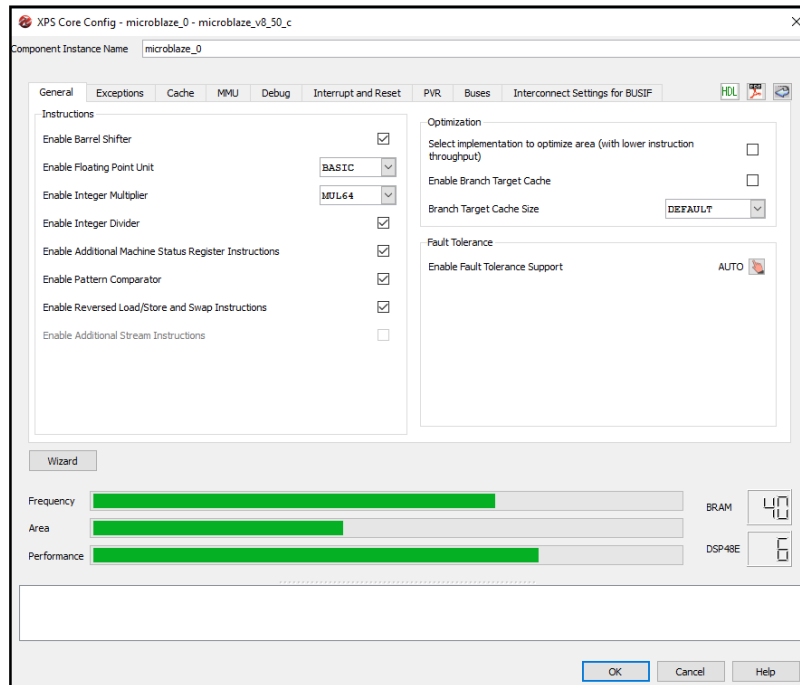 XPS Core Config - microblaze_0 - microblaze_v8_50_c
Component Instance Name microblaze_0
General Exceptions Cache MMU Debug Interrupt and Reset PVR Buses Interconnect Settings for BUSIF HDL
Instructions
Enable Barrel Shifter
Enable Floating Point Unit BASIC
Enable Integer Multiplier MUL64
Enable Integer Divider
Enable Additional Machine Status Register Instructions
Enable Pattern Comparator
Enable Reversed Load/Store and Swap Instructions
Enable Additional Stream Instructions
Optimization
Select implementation to optimize area (with lower instruction
throughput)
Enable Branch Target Cache
Branch Target Cache Size DEFAULT
Fault Tolerance
Enable Fault Tolerance Support AUTO
Wizard
Frequency
Area
Performance
BRAM 40
DSP48E 6
OK Cancel Help